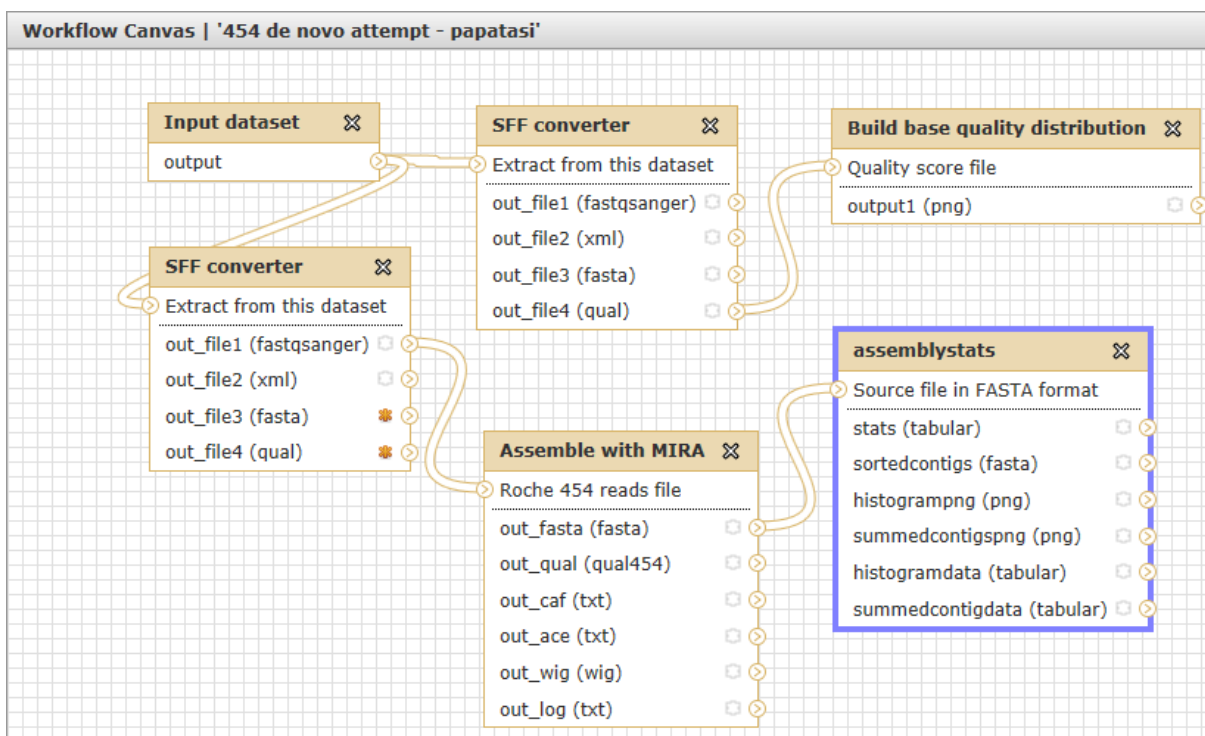 Workflow Canvas | '454 de novo attempt - papatasi'
Input dataset
output
SFF converter
Extract from this dataset
out_file1 (fastqsanger)
out_file2 (xml)
out_file3 (fasta)
out_file4 (qual)
Build base quality distribution
Quality score file
output1 (png)
SFF converter
Extract from this dataset
out_file1 (fastqsanger)
out_file2 (xml)
out_file3 (fasta)
out_file4 (qual)
Assemble with MIRA
Roche 454 reads file
out_fasta (fasta)
out_qual (qual454)
out_caf (txt)
out_ace (txt)
out_wig (wig)
out_log (txt)
assemblystats
Source file in FASTA format
stats (tabular)
sortedcontigs (fasta)
histogrampng (png)
summedcontigspng (png)
histogramdata (tabular)
summedcontigdata (tabular)